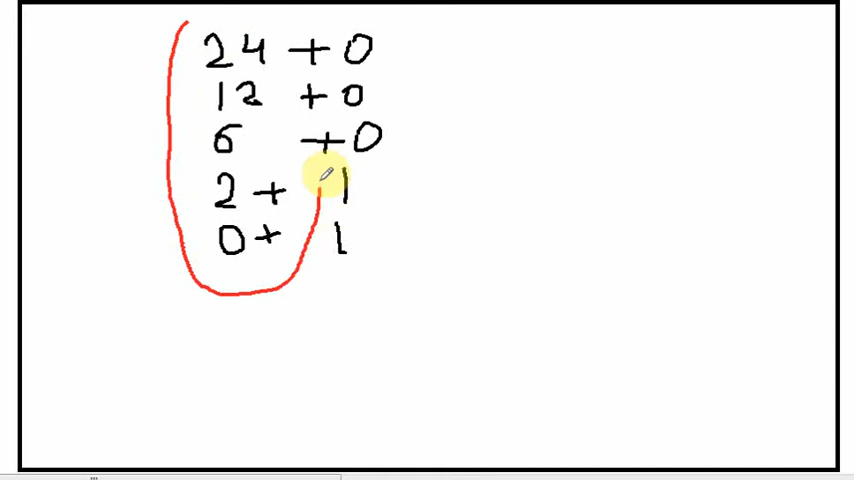 24 + 0
12 + 0
6 + 0
2 + 1
0 + 1